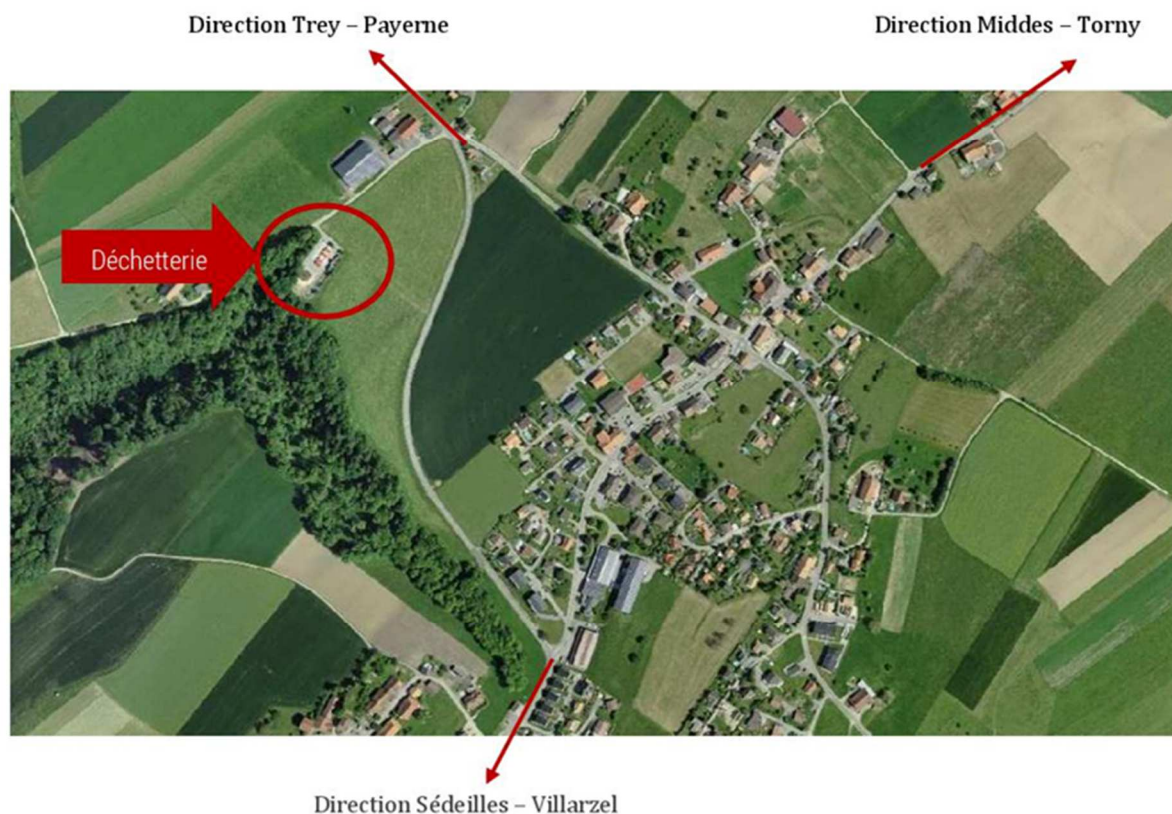 Direction Trey – Payerne
Direction Middes – Torny
Déchetterie
Direction Sédeilles – Villarzel